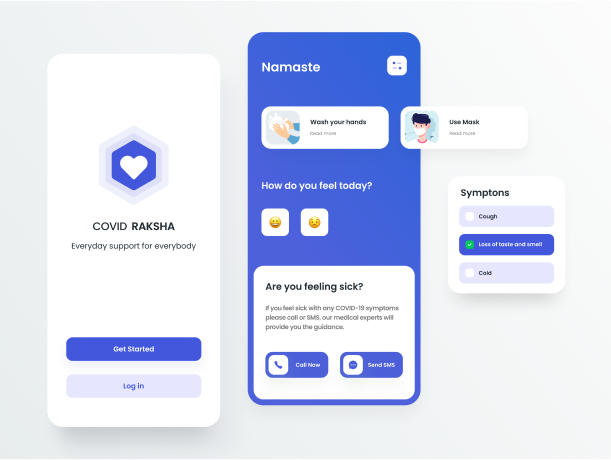 COVID RAKSHA
Everyday support for everybody
Get Started
Log in
Namaste
Wash your hands
Read more
Use Mask
Read more
How do you feel today?
Are you feeling sick?
If you feel sick with any COVID-19 symptoms
please call or SMS, our medical experts will
provide you the guidance.
Call Now
Send SMS
Symptons
Cough
Loss of taste and smell
Cold